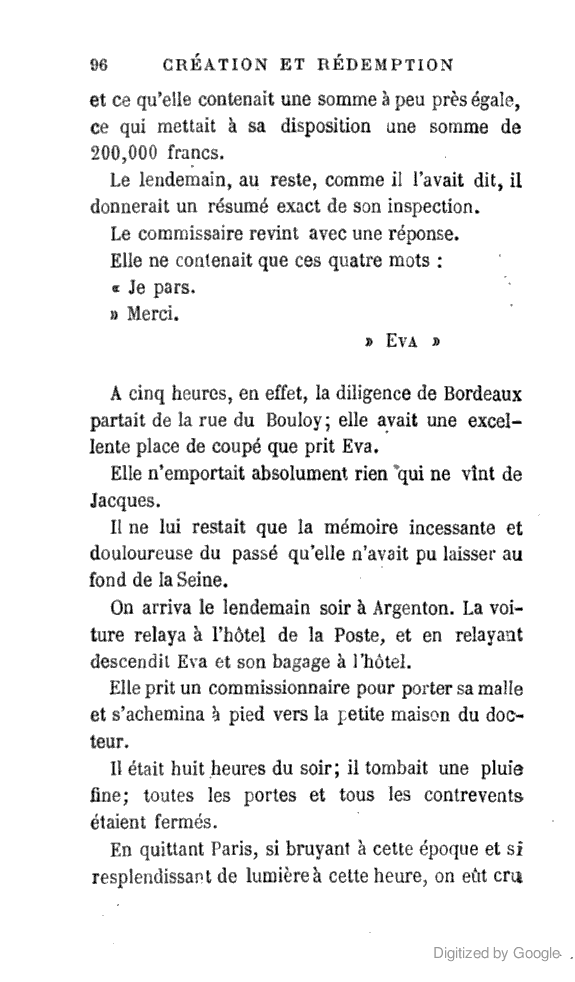 96 CRÉATION ET RÉDEMPTION
et ce qu'elle contenait une somme à peu près égale,
ce qui mettait à sa disposition une somme de
200,000 francs.
Le lendemain, au reste, comme il l'avait dit, il
donnerait un résumé exact de son inspection.
Le commissaire revint avec une réponse.
Elle ne contenait que ces quatre mots :
« Je pars.
» Merci.
» EVA »
A cinq heures, en effet, la diligence de Bordeaux
partait de la rue du Bouloy; elle avait une excel-
lente place de coupé que prit Eva.
Elle n'emportait absolument rien qui ne vînt de
Jacques.
Il ne lui restait que la mémoire incessante et
douloureuse du passé qu'elle n'avait pu laisser au
fond de la Seine.
On arriva le lendemain soir à Argenton. La voi-
ture relaya à l'hôtel de la Poste, et en relayant
descendit Eva et son bagage à l'hôtel.
Elle prit un commissionnaire pour porter sa malle
et s'achemina à pied vers la petite maison du doc-
teur.
Il était huit heures du soir; il tombait une pluie
fine; toutes les portes et tous les contrevents
étaient fermés.
En quittant Paris, si bruyant à cette époque et si
resplendissant de lumière à cette heure, on eût cru
Digitized by Google